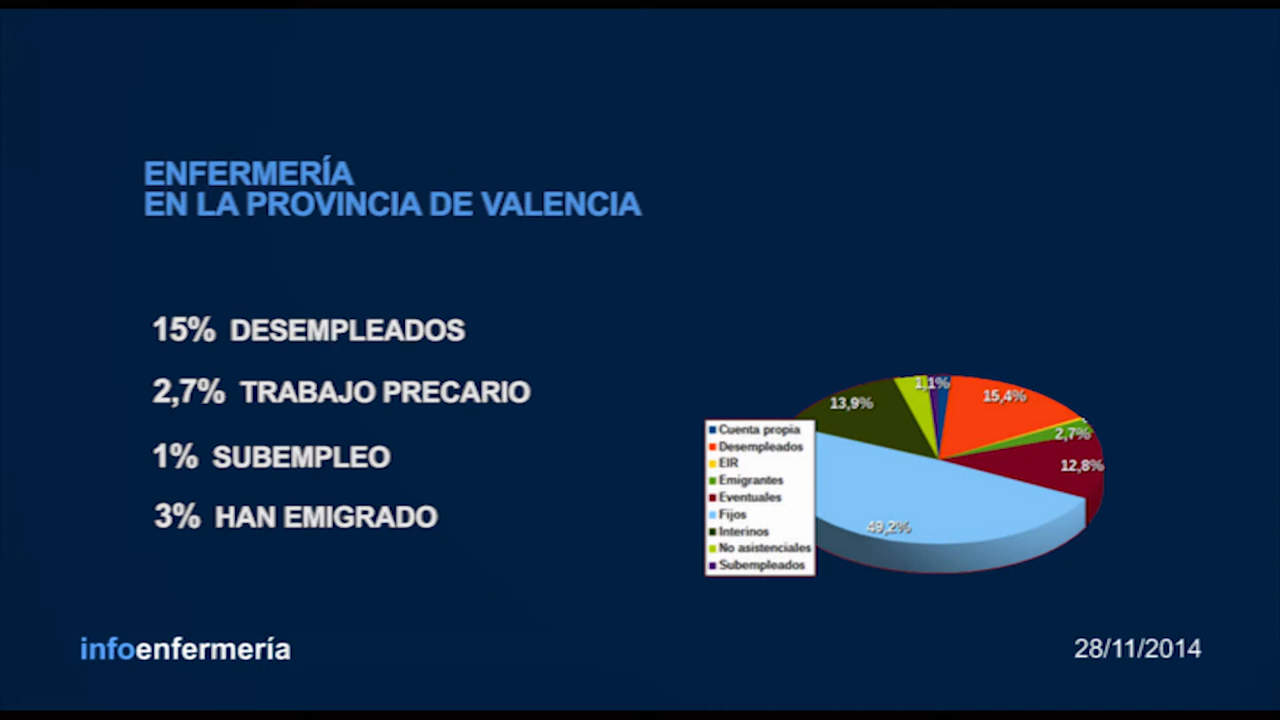 ENFERMERÍA
EN LA PROVINCIA DE VALENCIA
15% DESEMPLEADOS
2,7% TRABAJO PRECARIO
1% SUBEMPLEO
3% HAN EMIGRADO
1,1%
15,4%
13,9%
2,7%
12,8%
49,2%
Cuenta propia
Desempleados
EIR
Emigrantes
Eventuales
Fijos
Interinos
No asistenciales
Subempleados
infoenfermería
28/11/2014